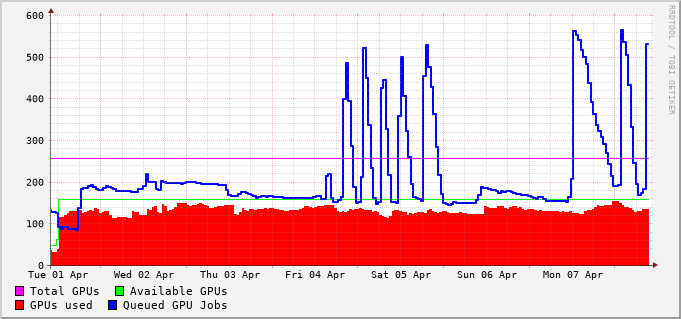 600
500
400
300
200
100
0
Tue 01 Apr Wed 02 Apr Thu 03 Apr Fri 04 Apr Sat 05 Apr Sun 06 Apr Mon 07 Apr
Total GPUs Available GPUs
GPUs used Queued GPU Jobs
RRDTOOL / TOBI OETIKER